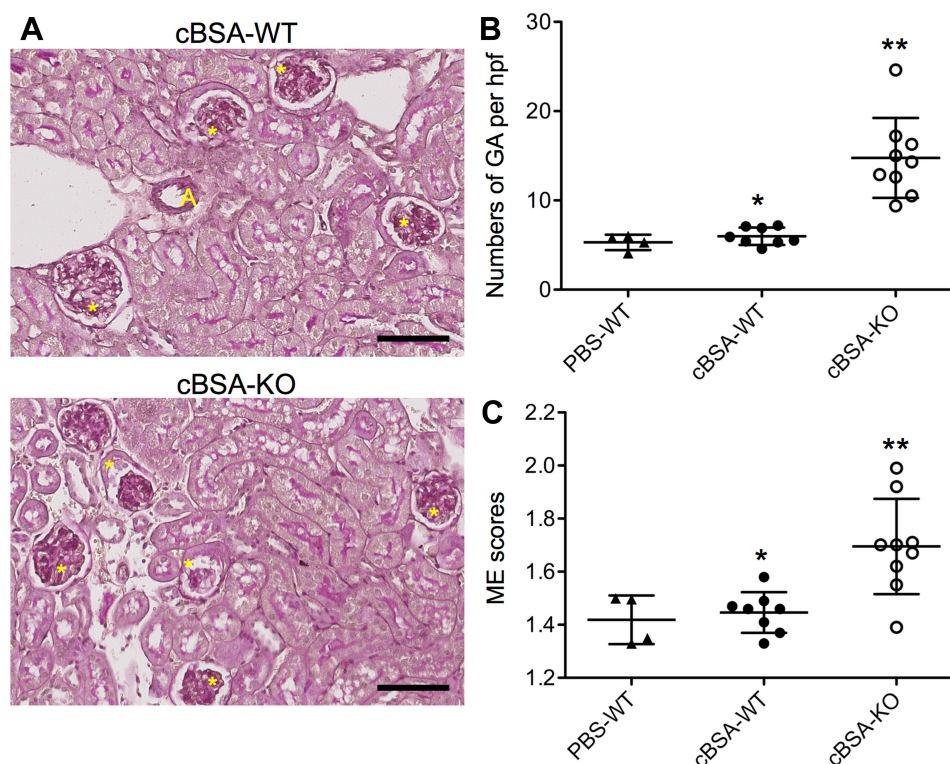 A
cBSA-WT
*
*
*
*
A
cBSA-KO
*
*
*
*
*
B
Numbers of GA per hpf
30
20
10
0
*
**
PBS-WT
cBSA-WT
cBSA-KO
C
ME scores
2.2
2.0
1.8
1.6
1.4
1.2
*
**
PBS-WT
cBSA-WT
cBSA-KO